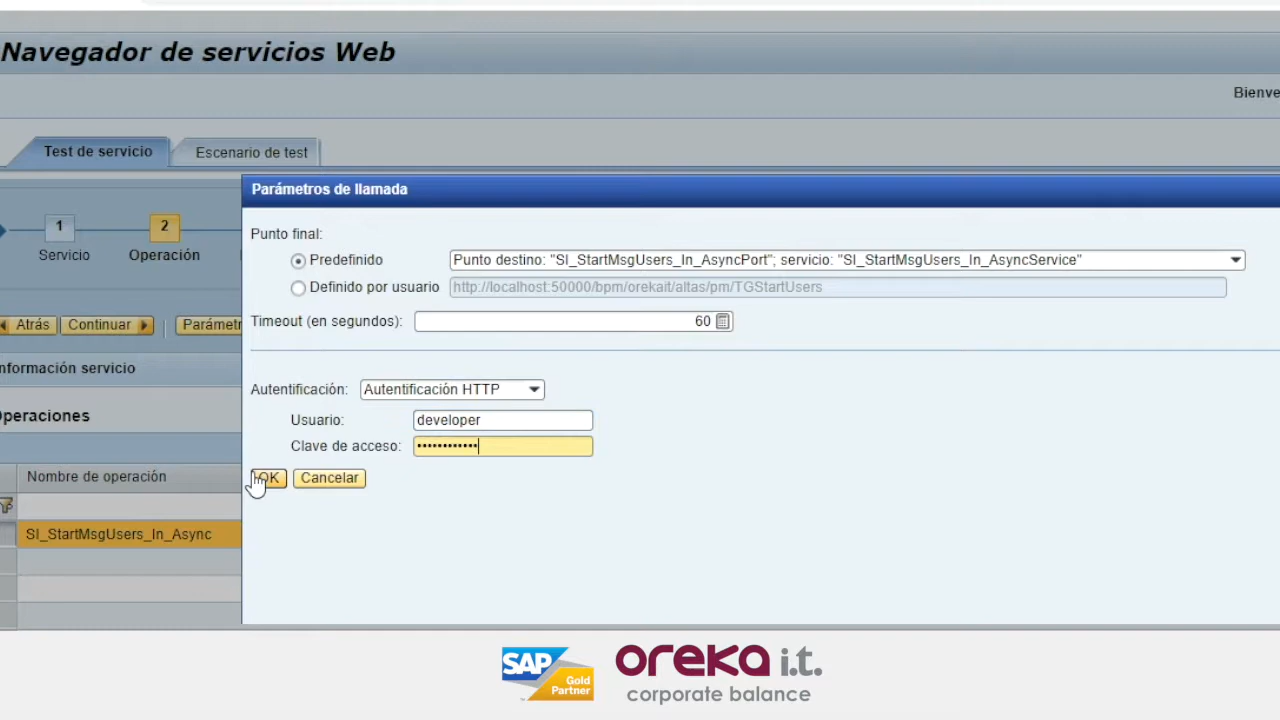 Navegador de servicios Web
Bienve
Test de servicio
Escenario de test
Parámetros de llamada
1
2
Servicio
Operación
Punto final:
Predefinido
Punto destino: "SI_StartMsgUsers_In_AsyncPort"; servicio: "SI_StartMsgUsers_In_AsyncService"
Definido por usuario
http://localhost:50000/bpm/orekait/altas/pm/TGStartUsers
Atrás
Continuar
Parámetr
Timeout (en segundos):
60
nformación servicio
Autentificación:
Autentificación HTTP
peraciones
Usuario:
developer
Clave de acceso:
••••••••••••
Nombre de operación
OK
Cancelar
SI_StartMsgUsers_In_Async
SAP
Gold
Partner
oreka i.t.
corporate balance